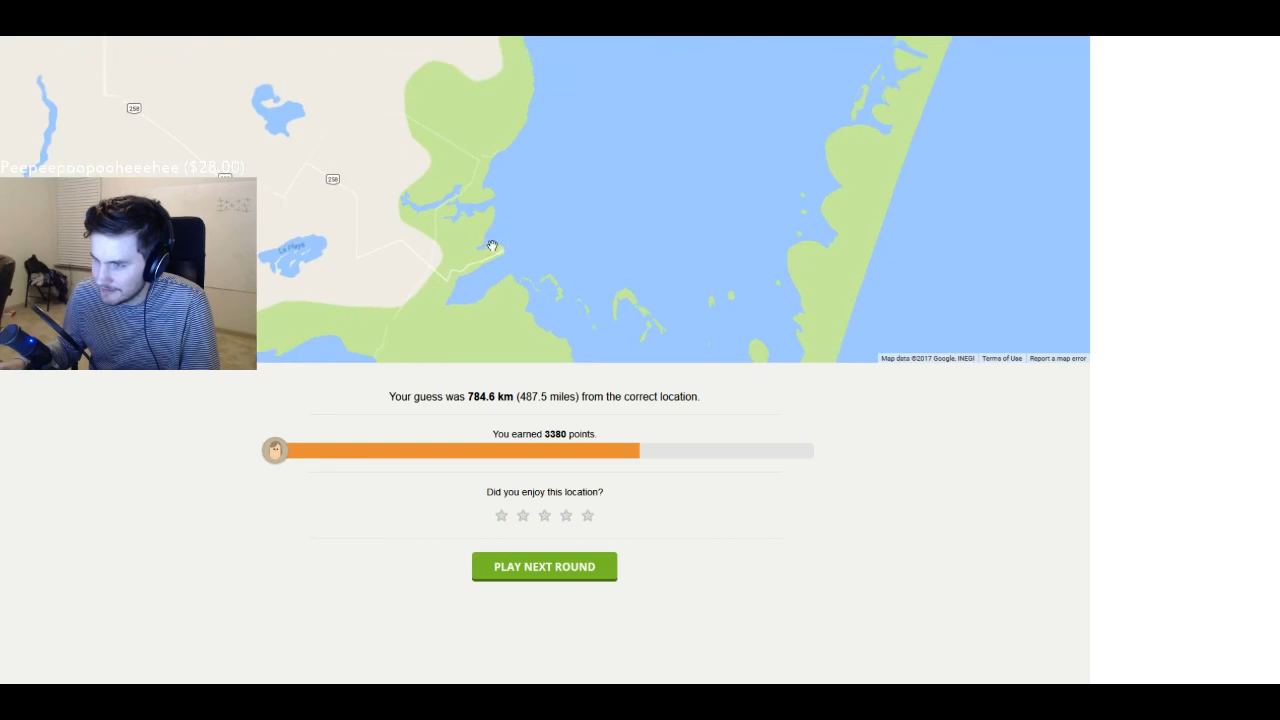 258
258
Peepeepoopooheeehee ($28.00)
La Playa
Map data ©2017 Google, INEGI
Terms of Use
Report a map error
Your guess was 784.6 km (487.5 miles) from the correct location.
You earned 3380 points.
Did you enjoy this location?
PLAY NEXT ROUND